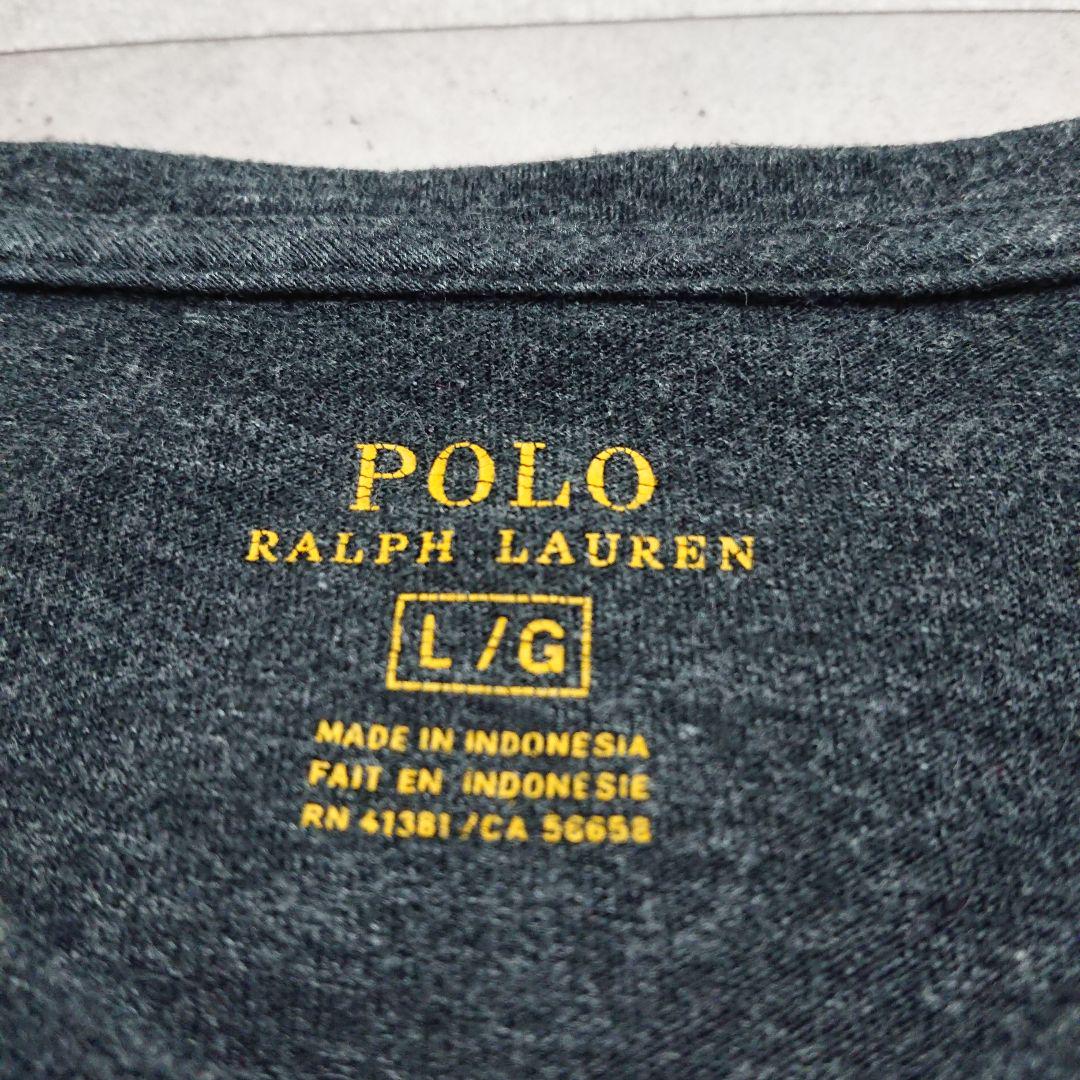 POLO
RALPH LAUREN
L/G
MADE IN INDONESIA
FAIT EN INDONESIE
RN 41381/CA 56658